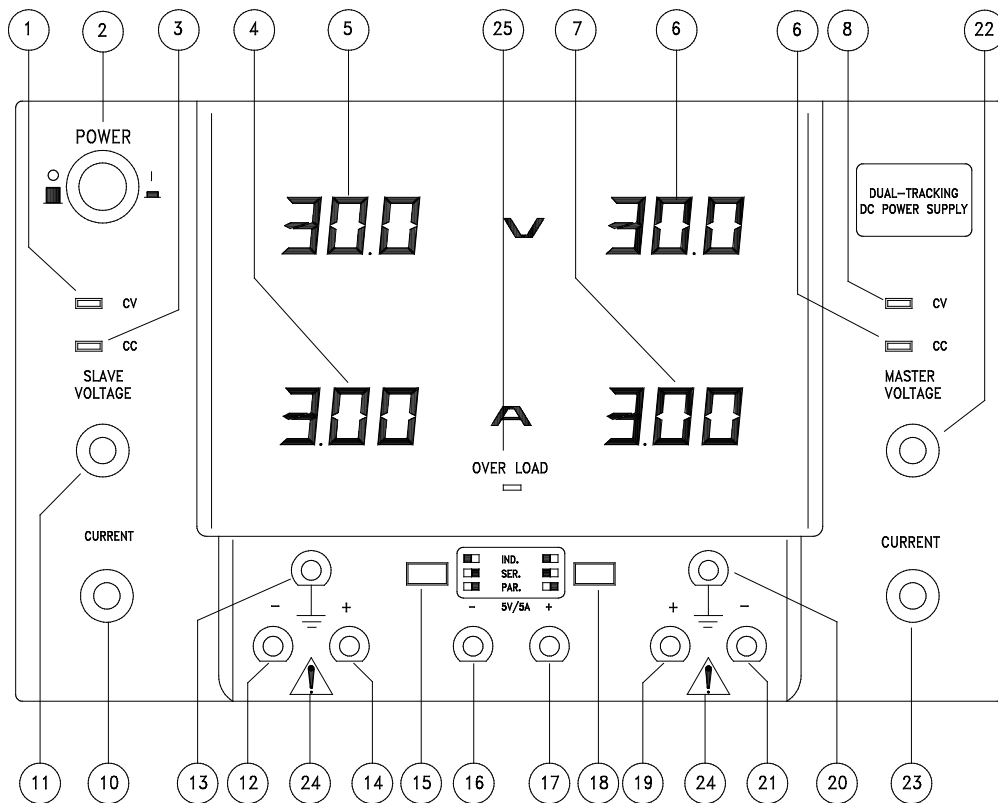 1 2 3 4 5 25 7 6 6 8 22
POWER
O I
DUAL-TRACKING
DC POWER SUPPLY
30.0 V 30.0
CV CV
CC CC
SLAVE
VOLTAGE
MASTER
VOLTAGE
3.00 A 3.00
OVER LOAD
CURRENT CURRENT
IND.
SER.
PAR.
- + - 5V/5A + + -
! !
11 10 13 12 24 14 15 16 17 18 19 24 21 20 23